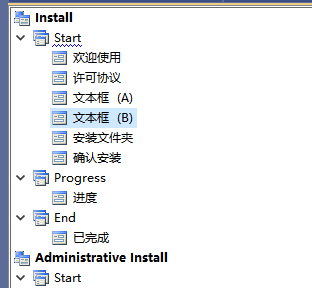 Install
Start
欢迎使用
许可协议
文本框 (A)
文本框 (B)
安装文件夹
确认安装
Progress
进度
End
已完成
Administrative Install
Start